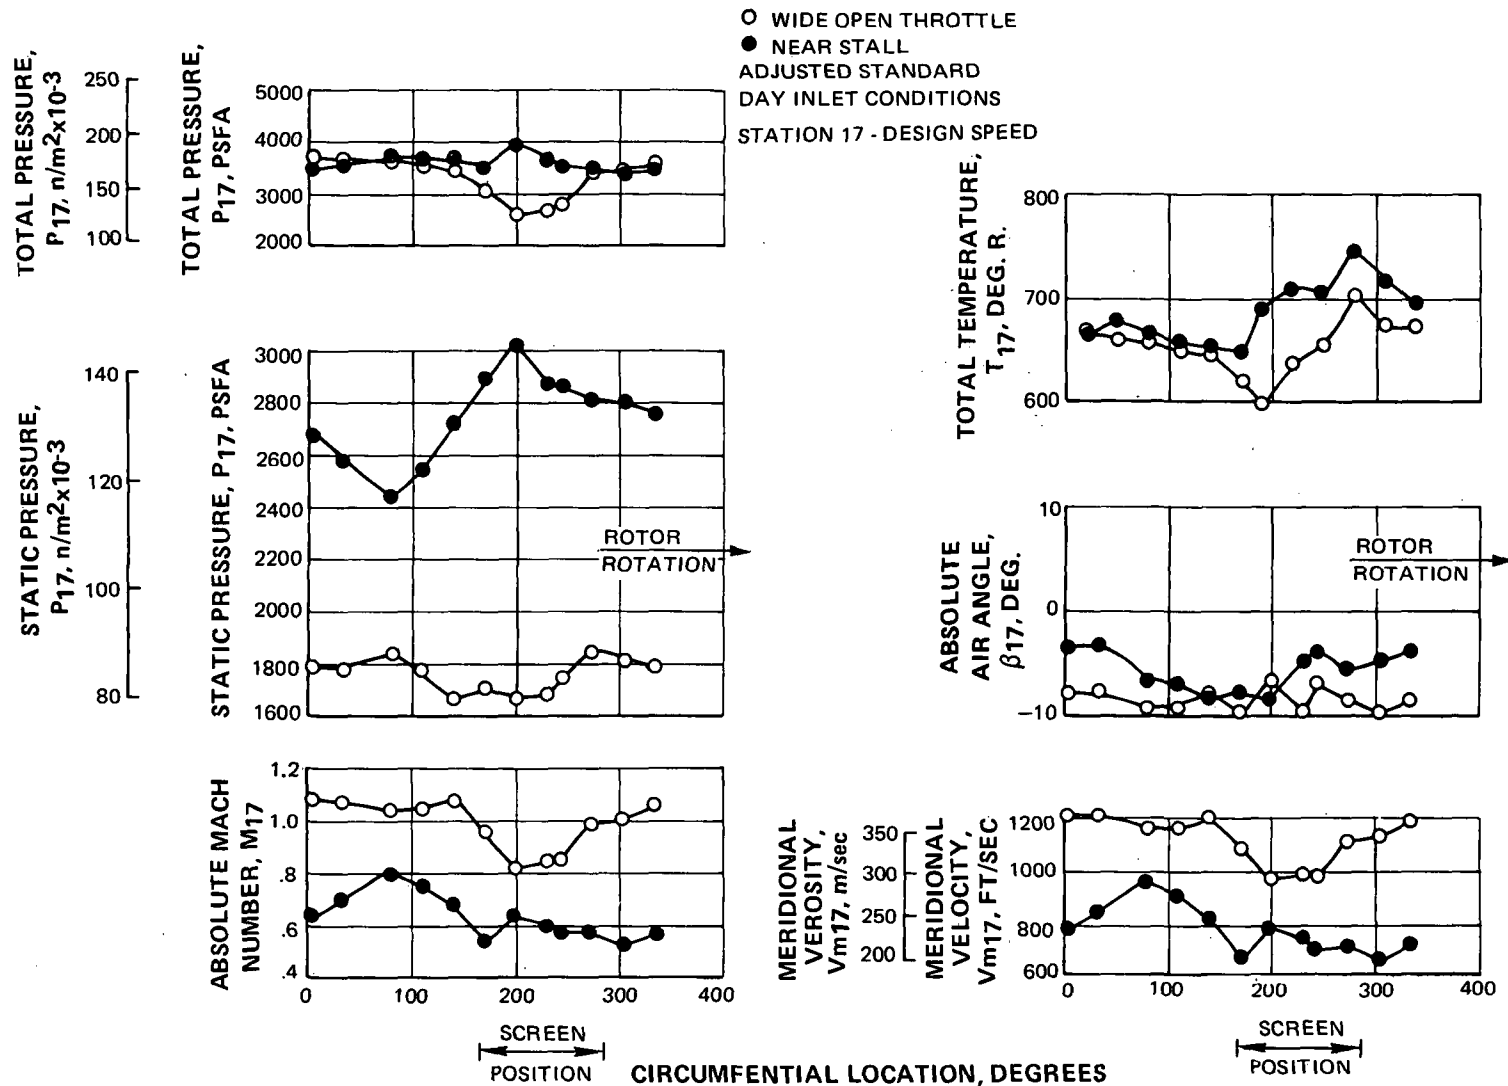 WIDE OPEN THROTTLE
NEAR STALL
ADJUSTED STANDARD
DAY INLET CONDITIONS
STATION 17 - DESIGN SPEED
TOTAL PRESSURE,
P17, n/m²x10-3
250
200
150
100
TOTAL PRESSURE,
P17, PSFA
5000
4000
3000
2000
STATIC PRESSURE,
P17, n/m²x10-3
140
120
100
80
STATIC PRESSURE, P17, PSFA
3000
2800
2600
2400
2200
2000
1800
1600
ROTOR
ROTATION
ABSOLUTE MACH
NUMBER, M17
1.2
1.0
.8
.6
.4
0 100 200 300 400
SCREEN
POSITION
TOTAL TEMPERATURE,
T17, DEG. R.
800
700
600
ABSOLUTE
AIR ANGLE,
β17, DEG.
10
0
-10
ROTOR
ROTATION
MERIDIONAL
VEROSITY,
Vm17, m/sec
350
300
250
200
MERIDIONAL
VELOCITY,
Vm17, FT/SEC
1200
1000
800
600
0 100 200 300 400
SCREEN
POSITION
CIRCUMFENTIAL LOCATION, DEGREES